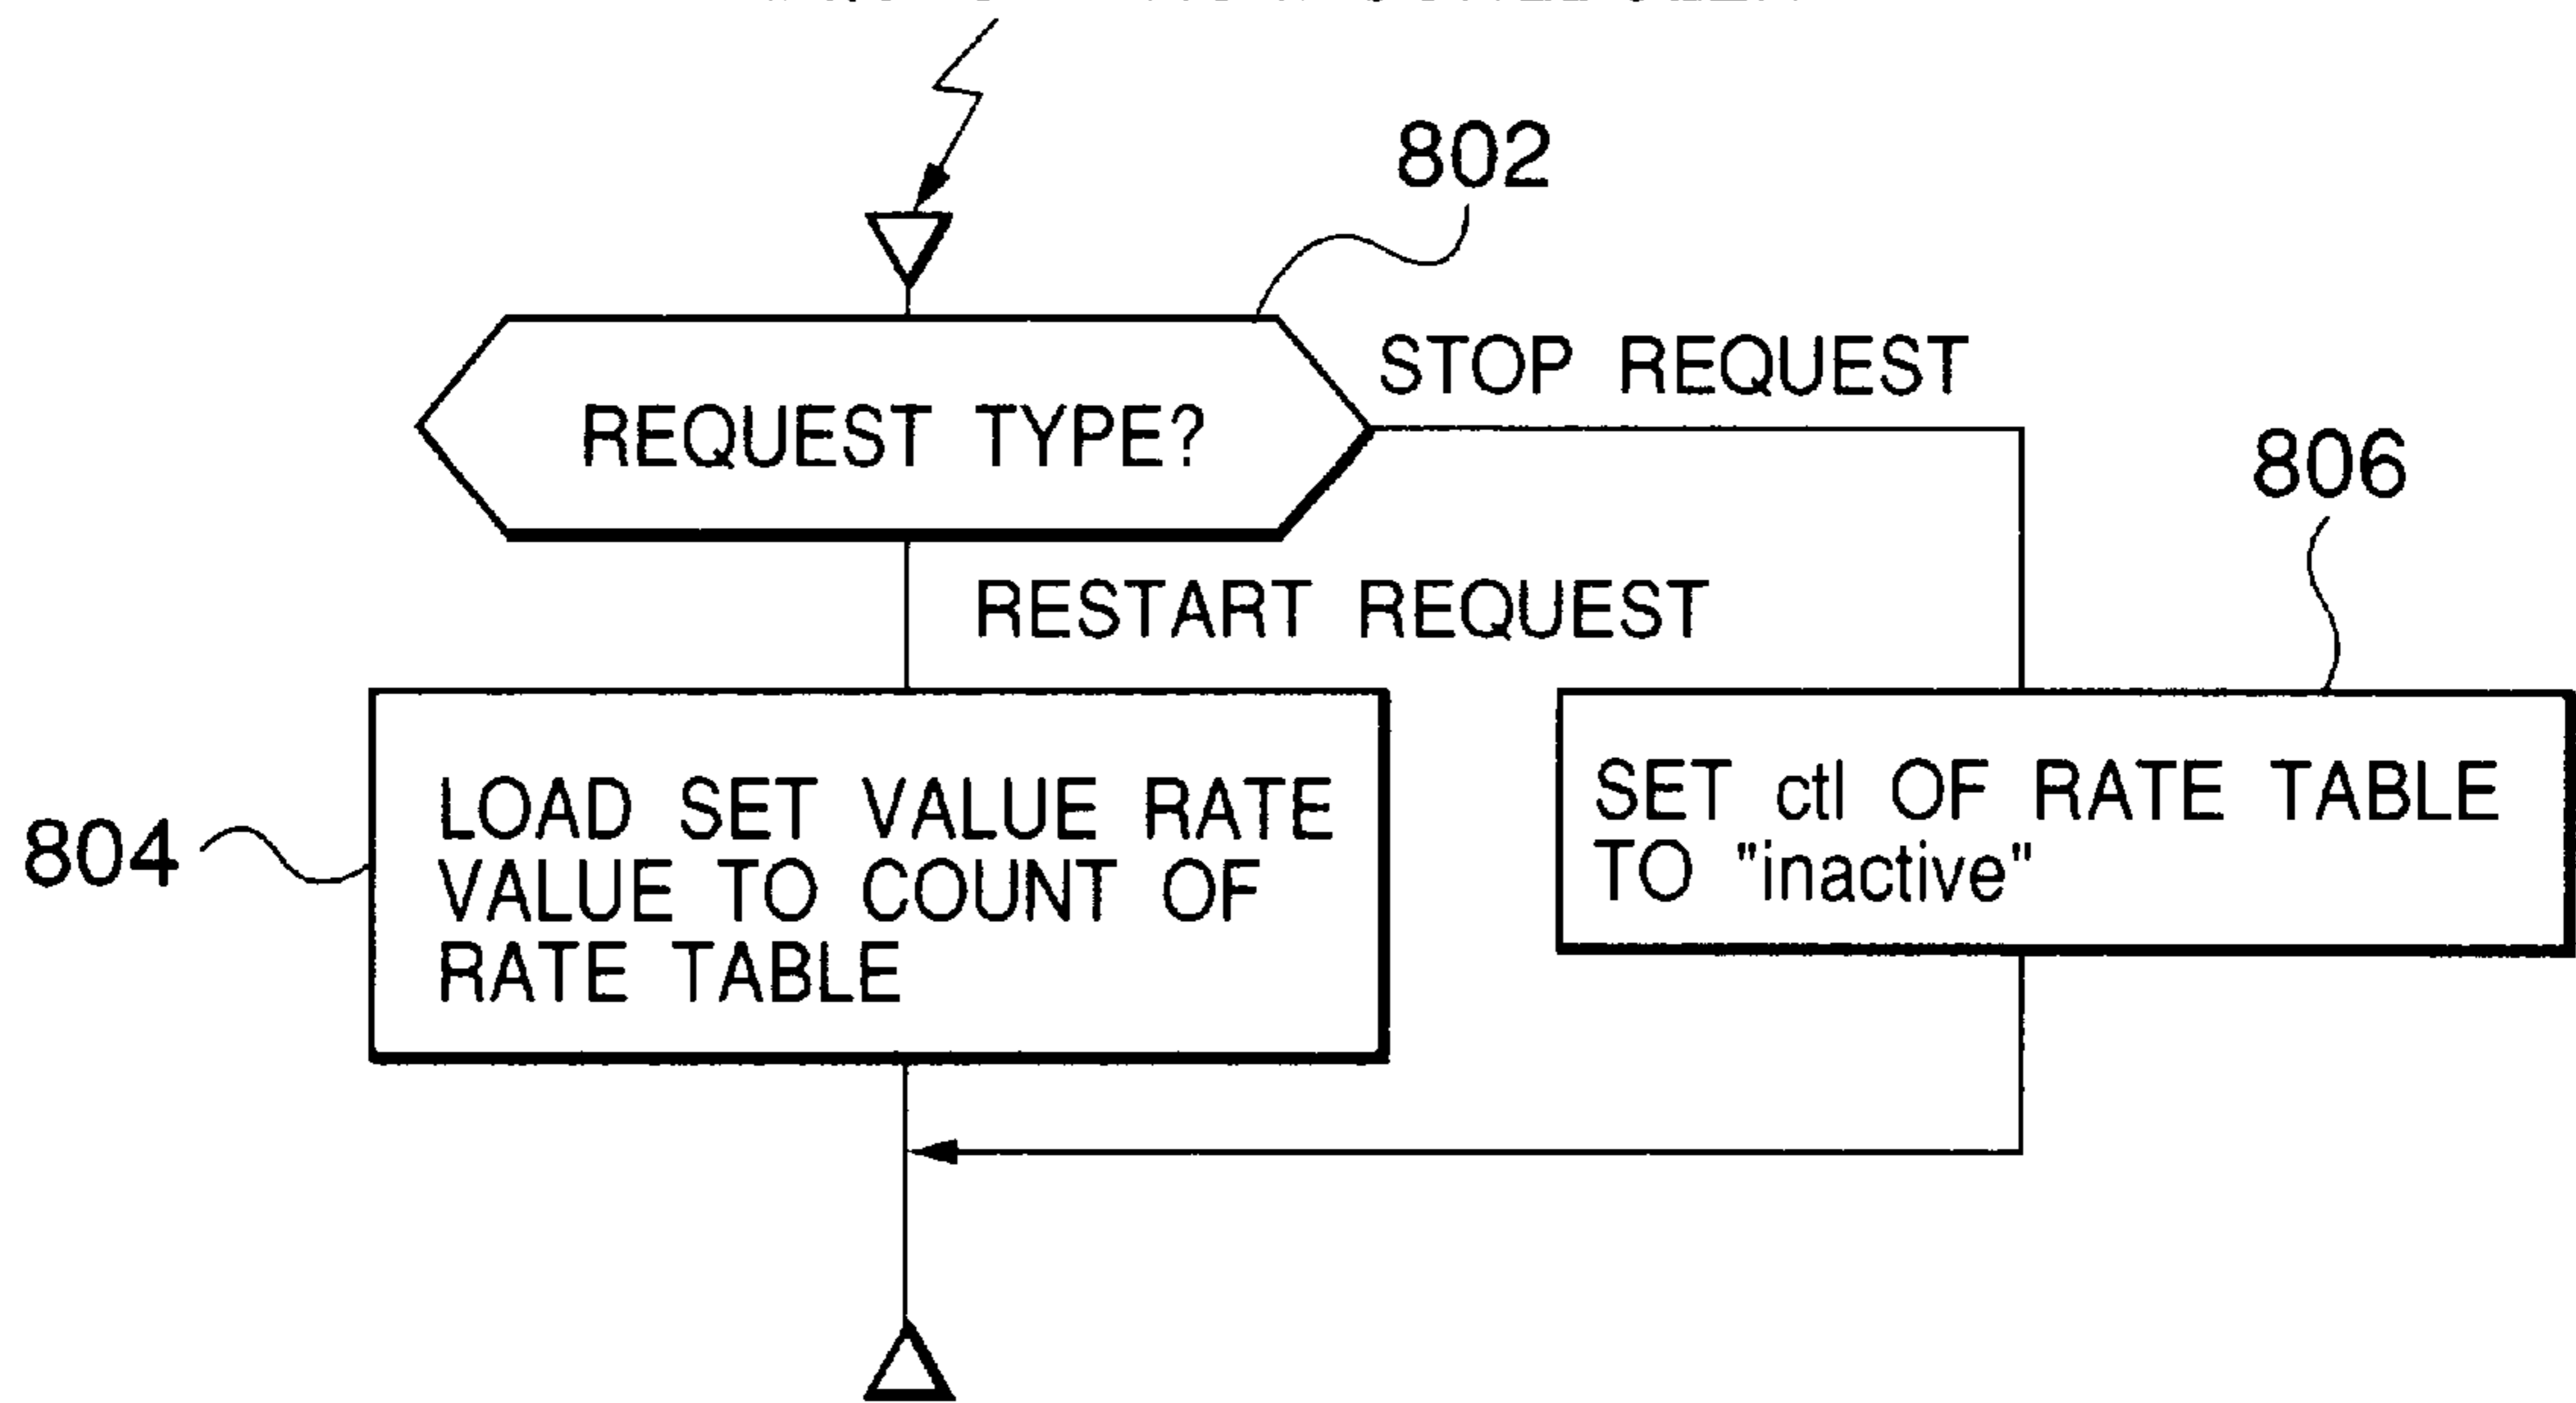 802
STOP REQUEST
REQUEST TYPE?
806
RESTART REQUEST
804
LOAD SET VALUE RATE
VALUE TO COUNT OF
RATE TABLE
SET ctl OF RATE TABLE
TO "inactive"